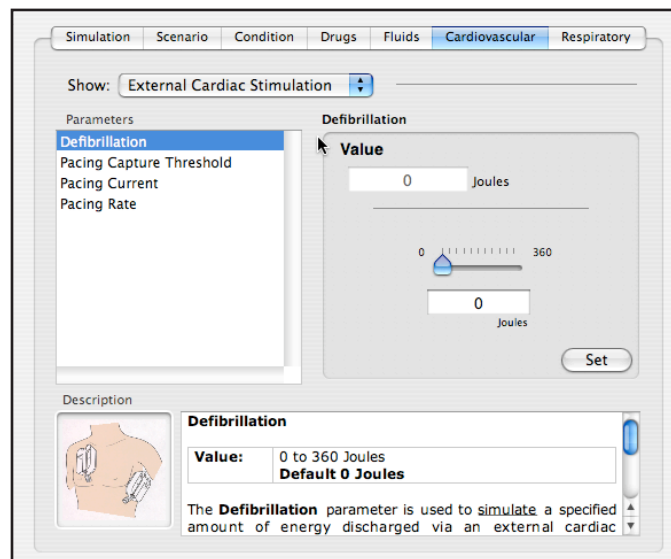 Simulation Scenario Condition Drugs Fluids Cardiovascular Respiratory
Show: External Cardiac Stimulation
Parameters
Defibrillation
Pacing Capture Threshold
Pacing Current
Pacing Rate
Defibrillation
Value
0 Joules
0 360
0
Joules
Set
Description
Defibrillation
Value: 0 to 360 Joules
Default 0 Joules
The Defibrillation parameter is used to simulate a specified
amount of energy discharged via an external cardiac